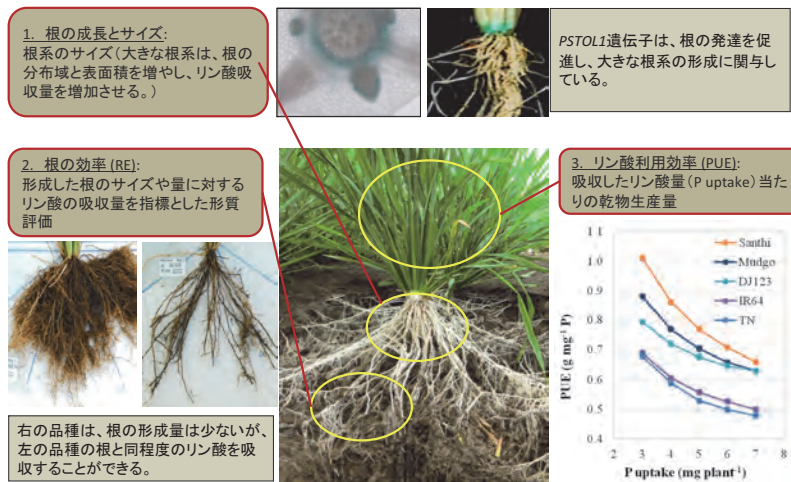 1. 根の成長とサイズ:
根系のサイズ(大きな根系は、根の
分布域と表面積を増やし、リン酸吸
収量を増加させる。)
PSTOL1遺伝子は、根の発達を促
進し、大きな根系の形成に関与し
ている。
2. 根の効率 (RE):
形成した根のサイズや量に対する
リン酸の吸収量を指標とした形質
評価
3. リン酸利用効率 (PUE):
吸収したリン酸量(P uptake)当た
りの乾物生産量
右の品種は、根の形成量は少ないが、
左の品種の根と同程度のリン酸を吸
収することができる。
PUE (g mg⁻¹ P)
1.1
1.0
0.9
0.8
0.7
0.6
0.5
0.4
Santhi
Mudgo
DJ123
IR64
TN
2 3 4 5 6 7 8
P uptake (mg plant⁻¹)